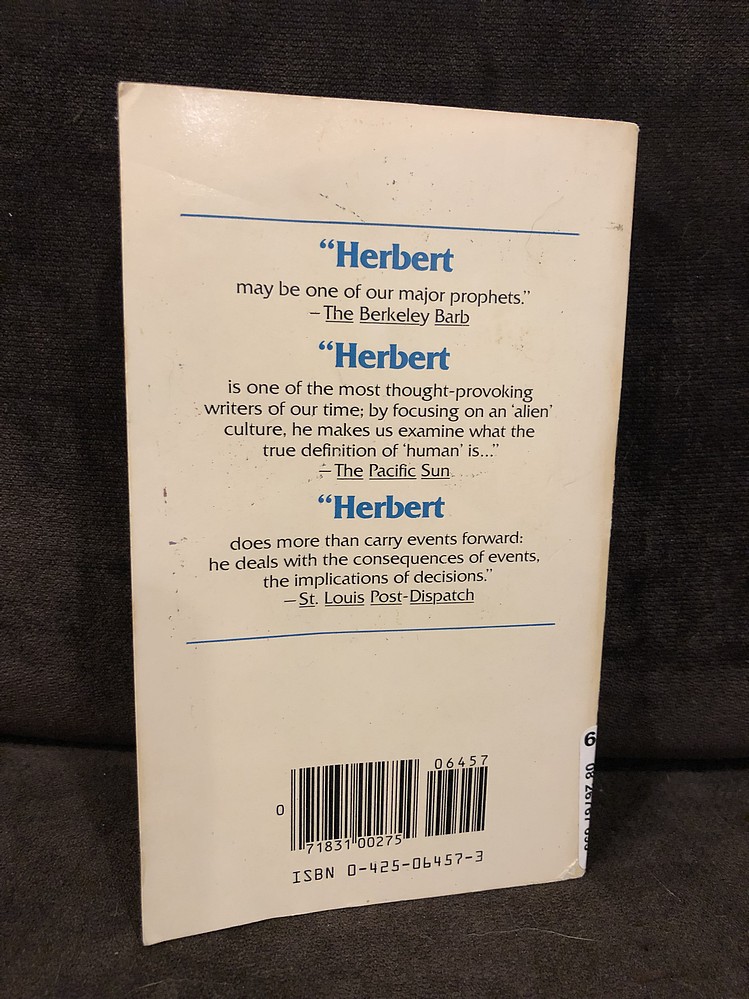 “Herbert
may be one of our major prophets.”
– The Berkeley Barb
“Herbert
is one of the most thought-provoking
writers of our time; by focusing on an ‘alien’
culture, he makes us examine what the
true definition of ‘human’ is...”
– The Pacific Sun
“Herbert
does more than carry events forward:
he deals with the consequences of events,
the implications of decisions.”
– St. Louis Post-Dispatch
06457
0
71831 00275
ISBN 0-425-06457-3